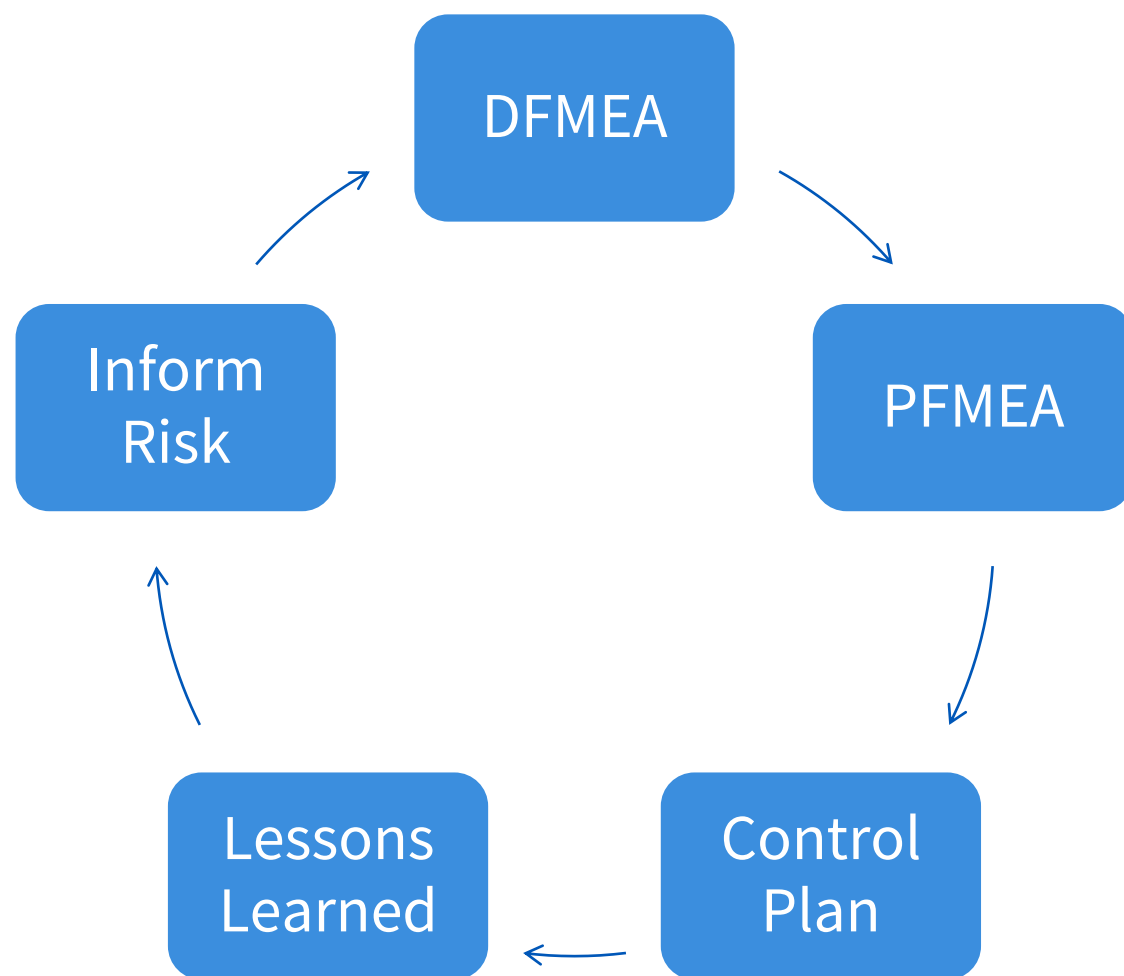 DFMEA
PFMEA
Control
Plan
Lessons
Learned
Inform
Risk